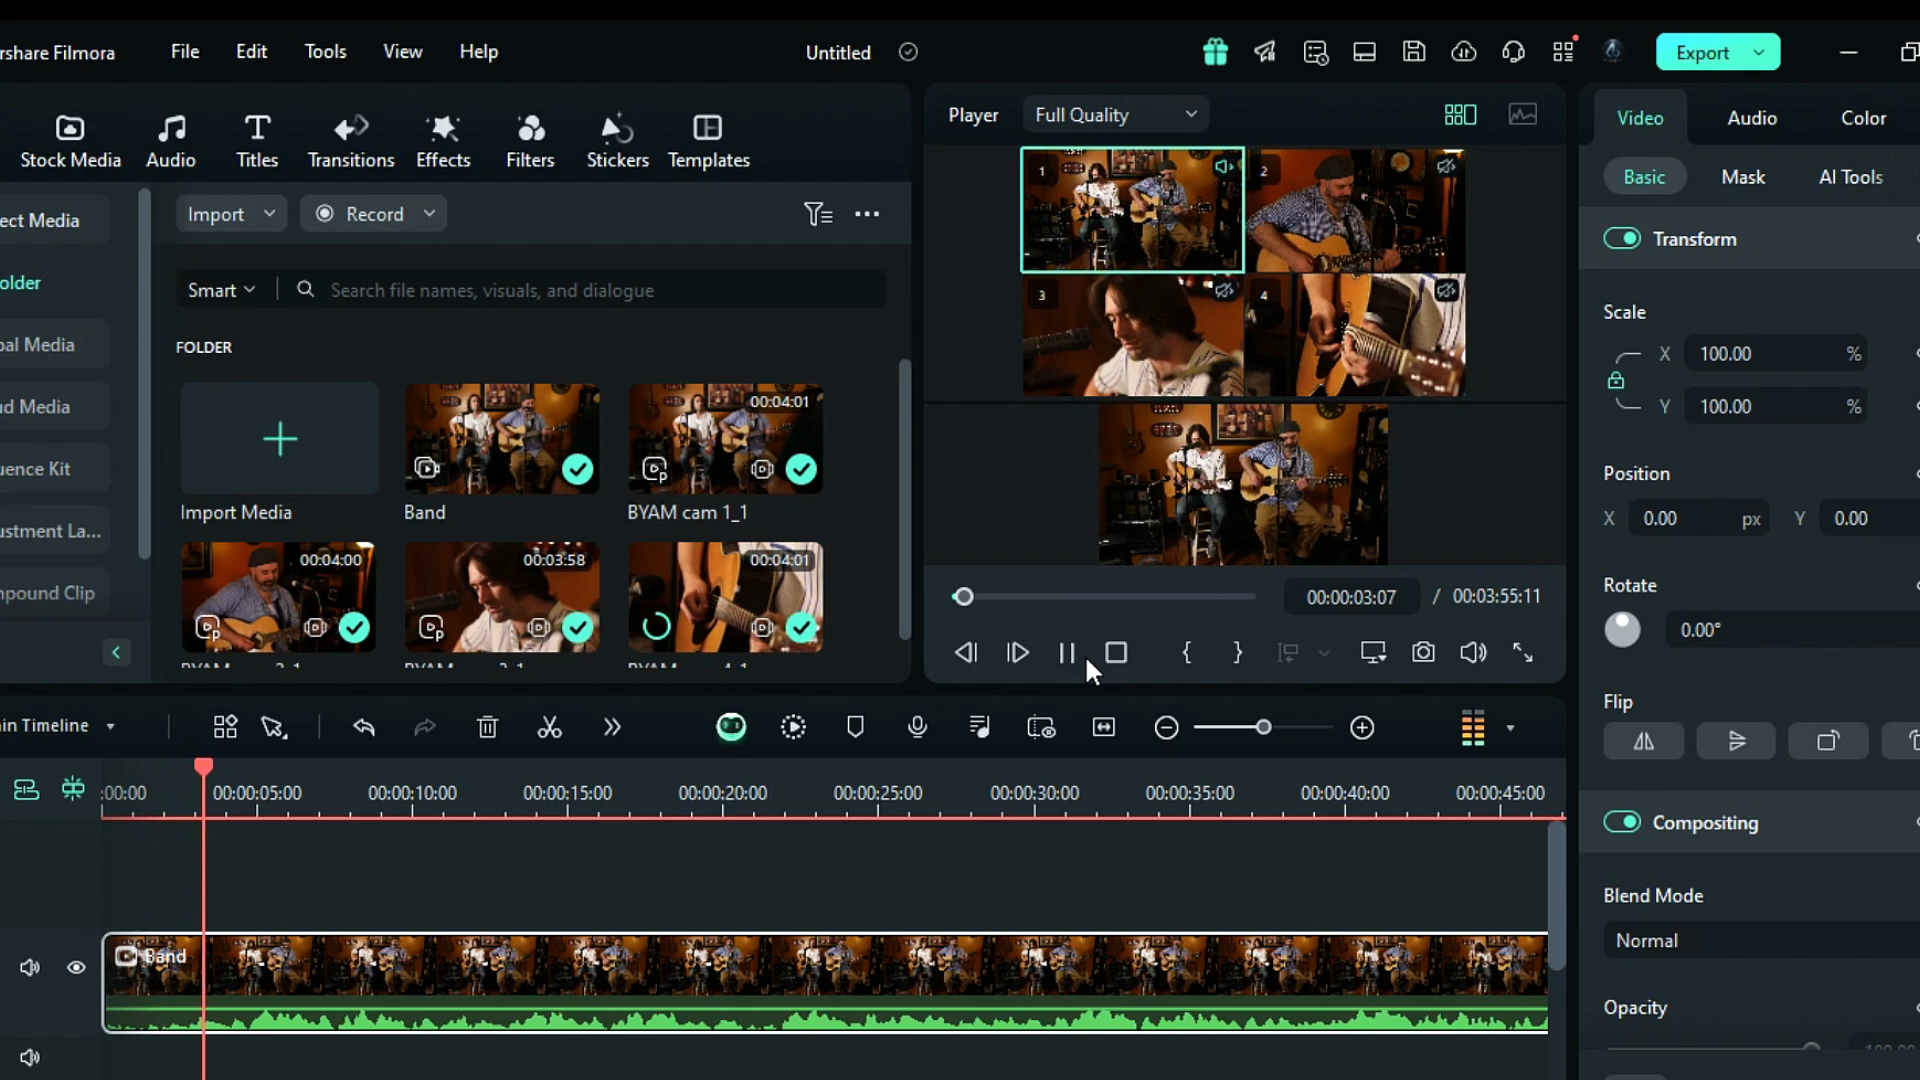 rshare Filmora File Edit Tools View Help Untitled Export
Stock Media Audio Titles Transitions Effects Filters Stickers Templates
Player Full Quality
Video Audio Color
Basic Mask AI Tools
ect Media
older
bal Media
ud Media
uence Kit
ustment La...
npound Clip
Import Record
Smart Search file names, visuals, and dialogue
FOLDER
00:04:01
Import Media Band BYAM cam 1_1
00:04:00 00:03:58 00:04:01
1 2
3 4
00:00:03:07 / 00:03:55:11
{ }
Transform
Scale
X 100.00 %
Y 100.00 %
Position
X 0.00 px Y 0.00
Rotate
0.00°
Flip
Compositing
Blend Mode
Normal
Opacity
in Timeline
:00:00 00:00:05:00 00:00:10:00 00:00:15:00 00:00:20:00 00:00:25:00 00:00:30:00 00:00:35:00 00:00:40:00 00:00:45:00
Band